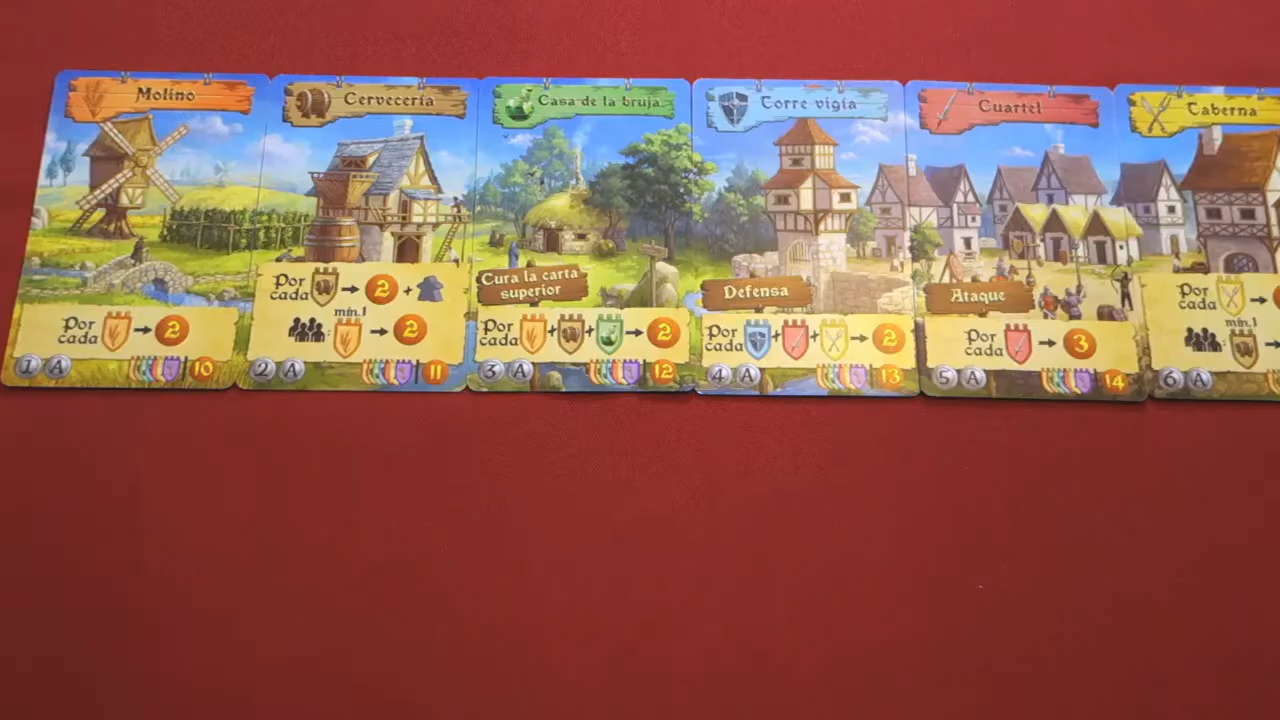 Molino
Por
cada
2
1 A
10
Cervecería
Por
cada
2
+
mín.1
:
2
2 A
11
Casa de la bruja
Cura la carta
superior
Por
cada
+ +
2
3 A
12
Torre vigía
Defensa
Por
cada
+ +
2
4 A
13
Cuartel
Ataque
Por
cada
3
5 A
14
Taberna
Por
cada
mín.1
:
6 A